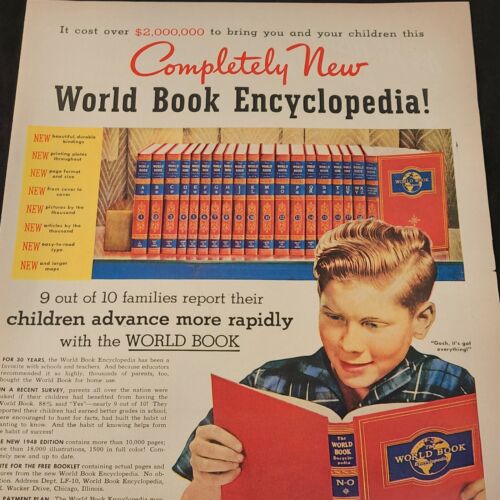 It cost over $2,000,000 to bring you and your children this
Completely New
World Book Encyclopedia!
NEW beautiful, durable bindings
NEW printing plates throughout
NEW page format and size
NEW from cover to cover
NEW pictures by the thousand
NEW articles by the thousand
NEW easy-to-read type
NEW and larger maps
WORLD BOOK
9 out of 10 families report their
children advance more rapidly
with the WORLD BOOK
"Gosh, it's got
everything!"
FOR 30 YEARS, the World Book Encyclopedia has been a
favorite with schools and teachers. And because educators
recommended it so highly, thousands of parents, too,
bought the World Book for home use.
IN A RECENT SURVEY, parents all over the nation were
asked if their children had benefited from having the
World Book. 88% said "Yes"—nearly 9 out of 10! They
reported their children had earned better grades in school,
were encouraged to hunt for facts, had built the habit of
wanting to know. And the habit of knowing helps form
the habit of success!
THE NEW 1948 EDITION contains more than 10,000 pages;
more than 18,000 illustrations, 1500 in full color! Com-
pletely new and up to date.
WRITE FOR THE FREE BOOKLET containing actual pages and
pictures from the new World Book Encyclopedia. No ob-
ligation. Address Dept. LF-10, World Book Encyclopedia,
E. Wacker Drive, Chicago, Illinois.
PAYMENT PLAN. The World Book Encyclopedia may
The
WORLD
BOOK
Encyclo-
pedia
N-O
The
WORLD BOOK
Encyclopedia